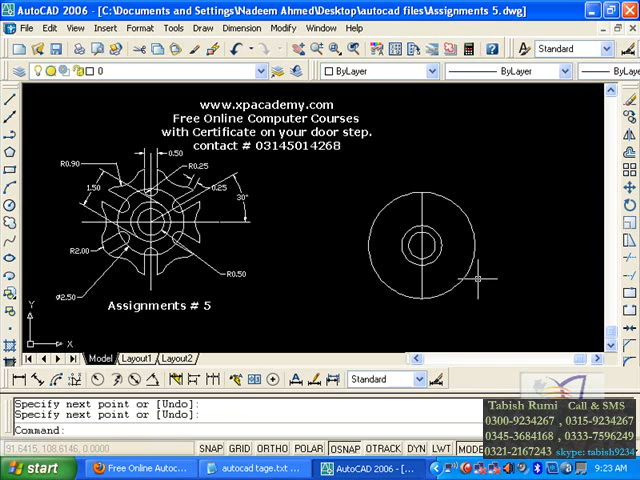 AutoCAD 2006 - [C:\Documents and Settings\Nadeem Ahmed\Desktop\autocad files\Assignments 5.dwg]
File Edit View Insert Format Tools Draw Dimension Modify Express Window Help
Standard
0
ByLayer
ByLayer
ByLayer
www.xpacademy.com
Free Online Computer Courses
with Certificate on your door step.
contact # 03145014268
0.50
R0.90
R0.25
1.50
0.25
30°
R2.00
R0.50
ø2.50
Assignments # 5
Y
X
Model
Layout1
Layout2
Standard
Specify next point or [Undo]:
Specify next point or [Undo]:
Command:
91.6415, 108.6146, 0.0000
SNAP GRID ORTHO POLAR OSNAP OTRACK DYN LWT MODE
Tabish Rumi Call & SMS
0300-9234267 , 0315-9234267
0345-3684168 , 0333-7596249
0321-2167243 skype: tabish9234
start
Free Online Autoc...
autocad tage.txt ...
AutoCAD 2006 - [...
9:23 AM